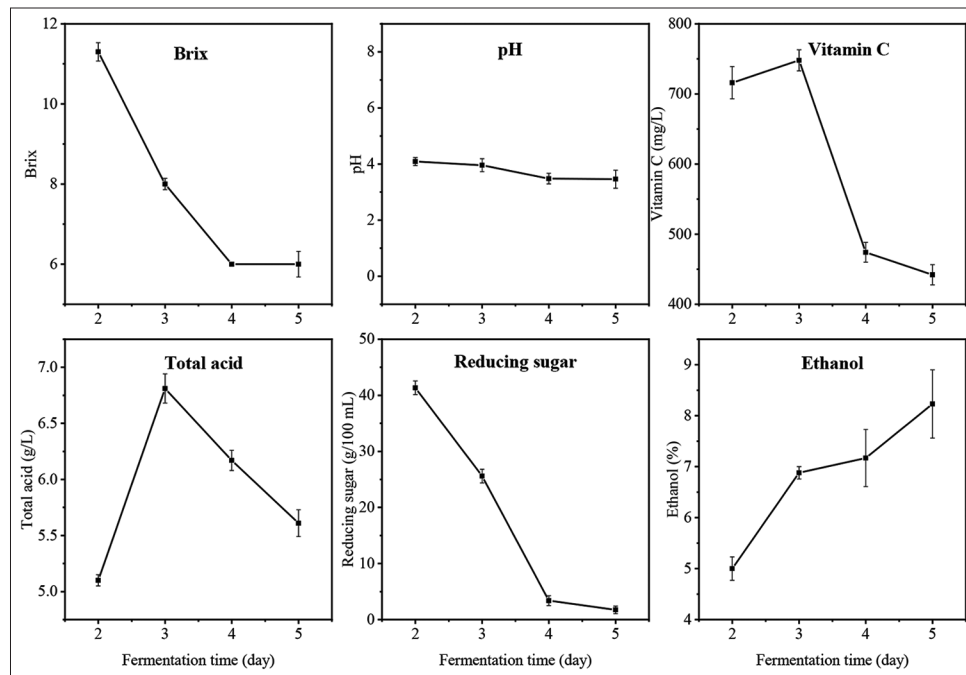 Brix
12
10
8
6
Brix
2 3 4 5
pH
8
6
4
2
0
pH
2 3 4 5
Vitamin C
800
700
600
500
400
Vitamin C (mg/L)
2 3 4 5
Total acid
7.0
6.5
6.0
5.5
5.0
Total acid (g/L)
2 3 4 5
Fermentation time (day)
Reducing sugar
50
40
30
20
10
0
Reducing sugar (g/100 mL)
2 3 4 5
Fermentation time (day)
Ethanol
9
8
7
6
5
4
Ethanol (%)
2 3 4 5
Fermentation time (day)